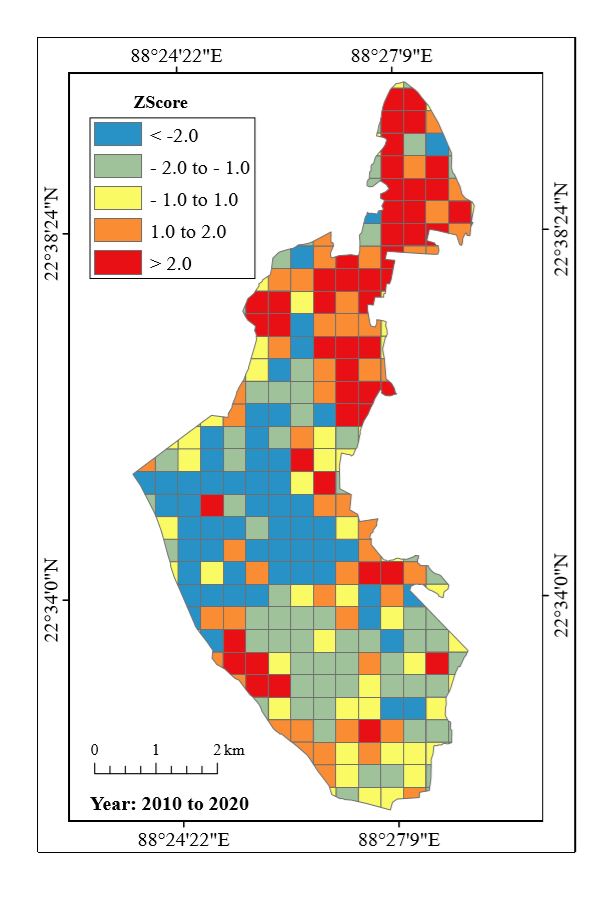 88°24'22"E 88°27'9"E
ZScore
< -2.0
- 2.0 to - 1.0
- 1.0 to 1.0
1.0 to 2.0
> 2.0
22°38'24"N 22°38'24"N
22°34'0"N 22°34'0"N
0 1 2 km
Year: 2010 to 2020
88°24'22"E 88°27'9"E